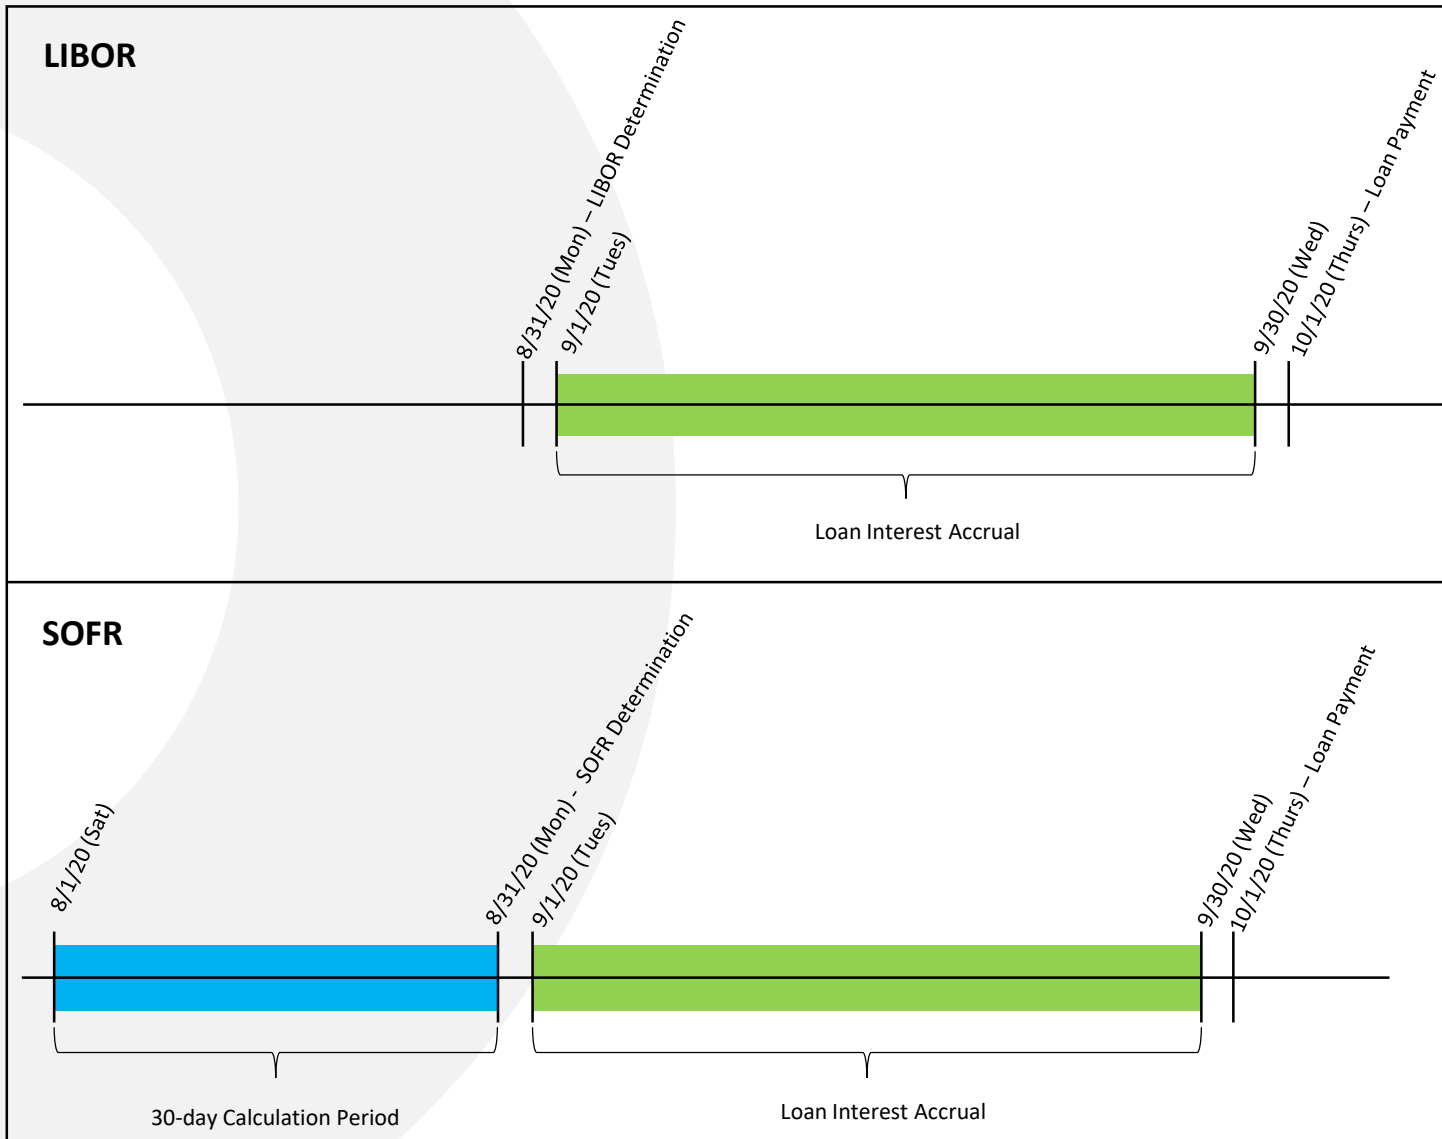 LIBOR
8/31/20 (Mon) – LIBOR Determination
9/1/20 (Tues)
9/30/20 (Wed)
10/1/20 (Thurs) – Loan Payment
Loan Interest Accrual
SOFR
8/1/20 (Sat)
8/31/20 (Mon) - SOFR Determination
9/1/20 (Tues)
9/30/20 (Wed)
10/1/20 (Thurs) – Loan Payment
30-day Calculation Period
Loan Interest Accrual